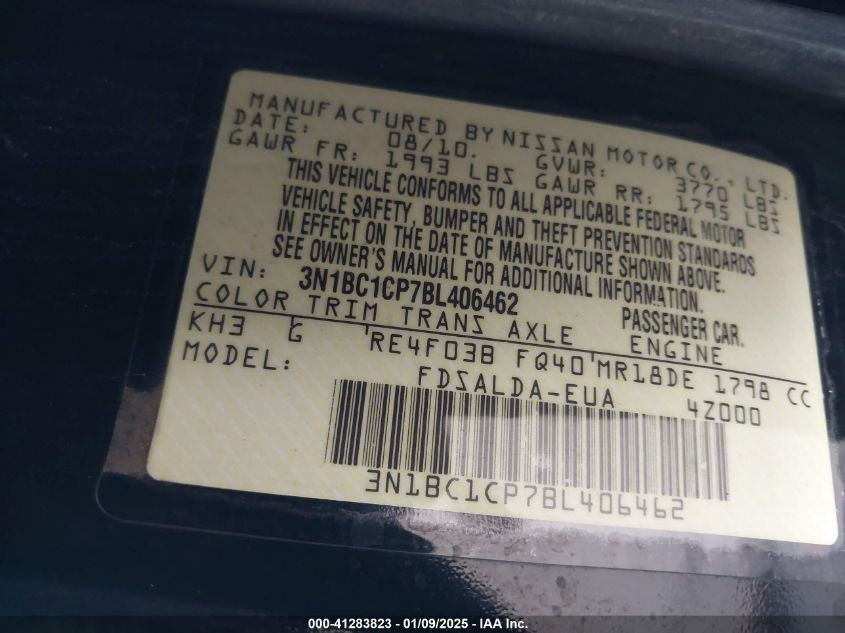 MANUFACTURED BY NISSAN MOTOR CO., LTD.
DATE: 08/10. GVWR: 3770 LBS
GAWR FR: 1993 LBS GAWR RR: 1795 LBS
THIS VEHICLE CONFORMS TO ALL APPLICABLE FEDERAL MOTOR
VEHICLE SAFETY, BUMPER AND THEFT PREVENTION STANDARDS
IN EFFECT ON THE DATE OF MANUFACTURE SHOWN ABOVE.
SEE OWNER'S MANUAL FOR ADDITIONAL INFORMATION.
VIN: 3N1BC1CP7BL406462 PASSENGER CAR.
COLOR TRIM TRANS AXLE ENGINE
KH3 G RE4F03B FQ40 MR18DE 1798 CC
MODEL: FDSALDA-EUA 4Z000
3N1BC1CP7BL406462
000-41283823 | 01/09/2025 - IAA Inc.